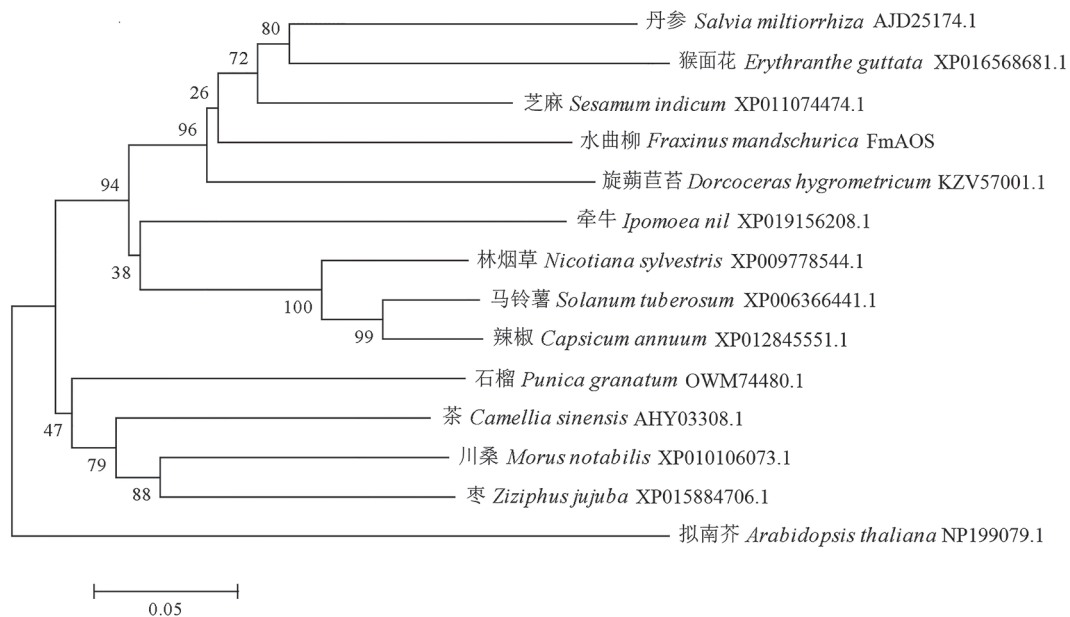 80
丹参 Salvia miltiorrhiza AJD25174.1
72
猴面花 Erythranthe guttata XP016568681.1
26
芝麻 Sesamum indicum XP011074474.1
96
水曲柳 Fraxinus mandschurica FmAOS
94
旋蒴苣苔 Dorcoceras hygrometricum KZV57001.1
牵牛 Ipomoea nil XP019156208.1
38
林烟草 Nicotiana sylvestris XP009778544.1
100
马铃薯 Solanum tuberosum XP006366441.1
99
辣椒 Capsicum annuum XP012845551.1
石榴 Punica granatum OWM74480.1
47
茶 Camellia sinensis AHY03308.1
79
川桑 Morus notabilis XP010106073.1
88
枣 Ziziphus jujuba XP015884706.1
拟南芥 Arabidopsis thaliana NP199079.1
0.05